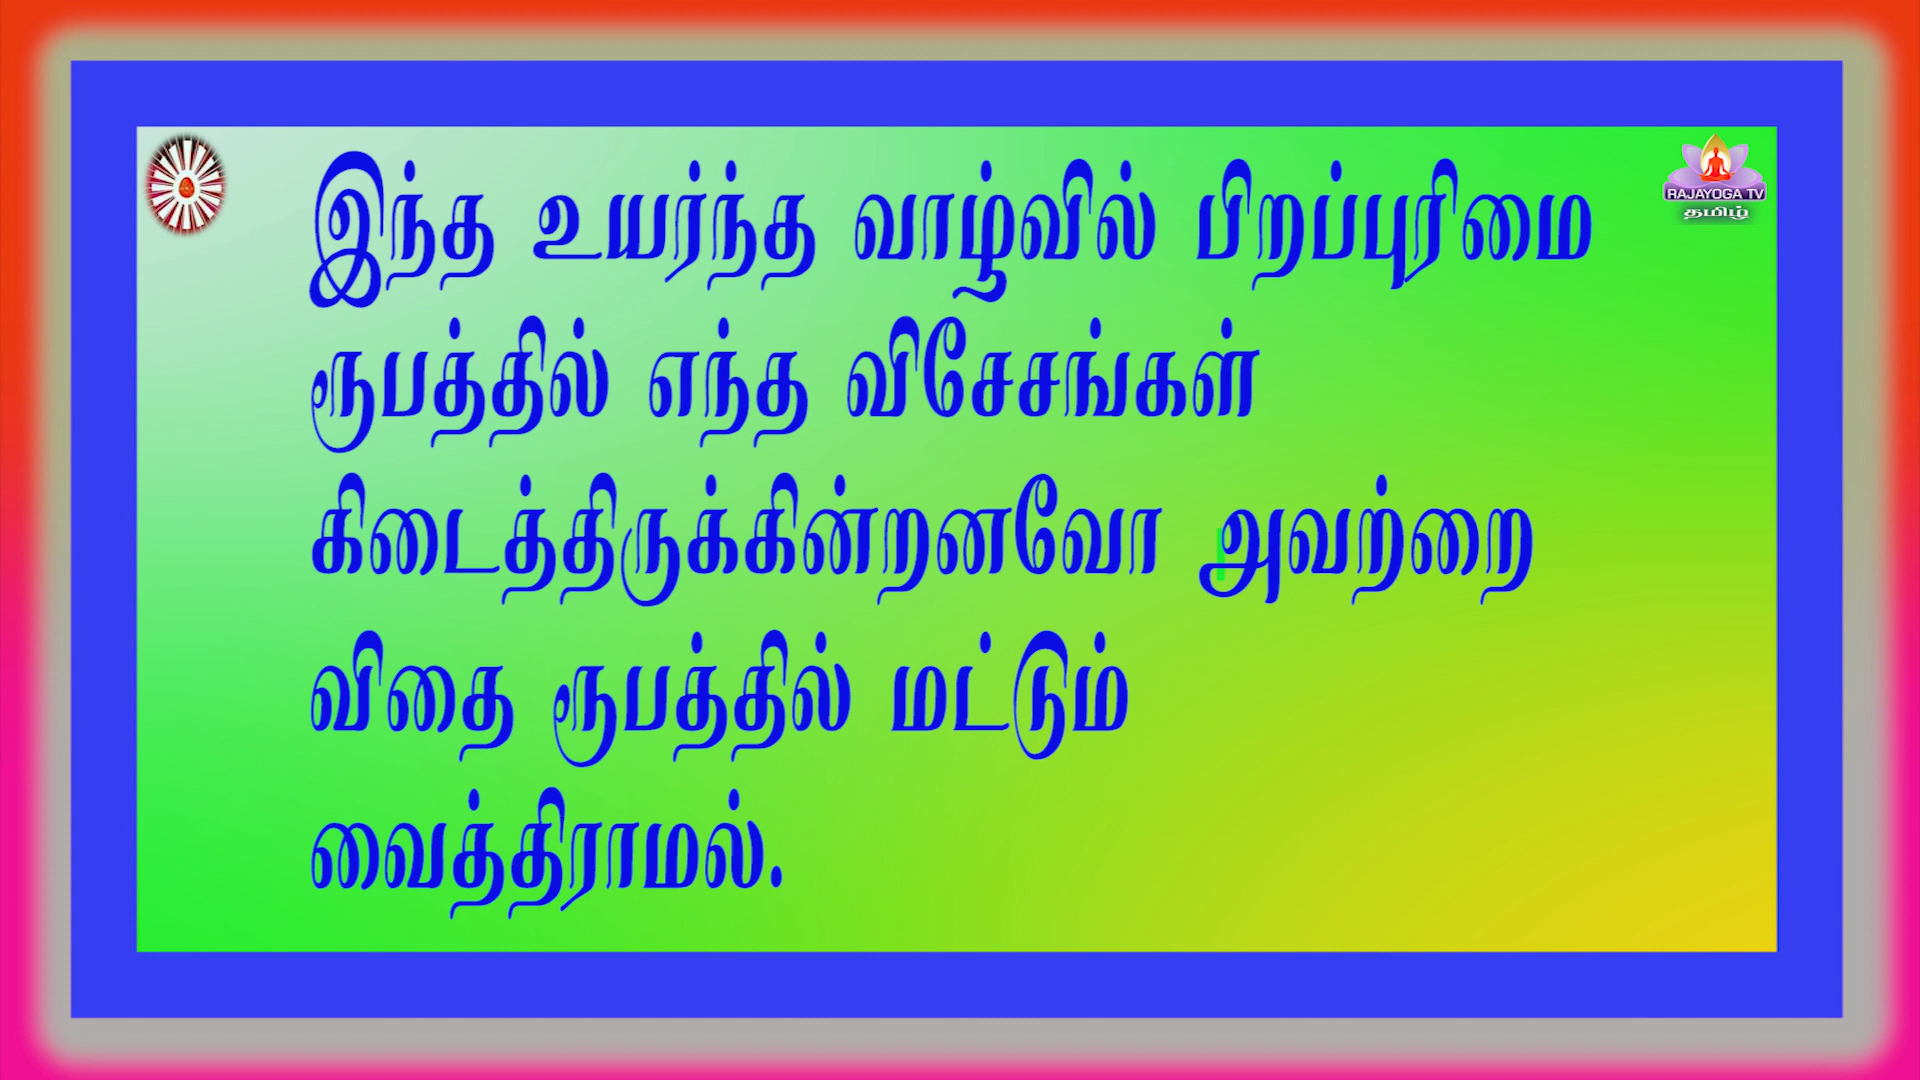 இந்த உயர்ந்த வாழ்வில் பிறப்புரிமை
ரூபத்தில் எந்த விசேசங்கள்
கிடைத்திருக்கின்றனவோ அவற்றை
விதை ரூபத்தில் மட்டும்
வைத்திராமல்.
RAJAYOGA TV
தமிழ்